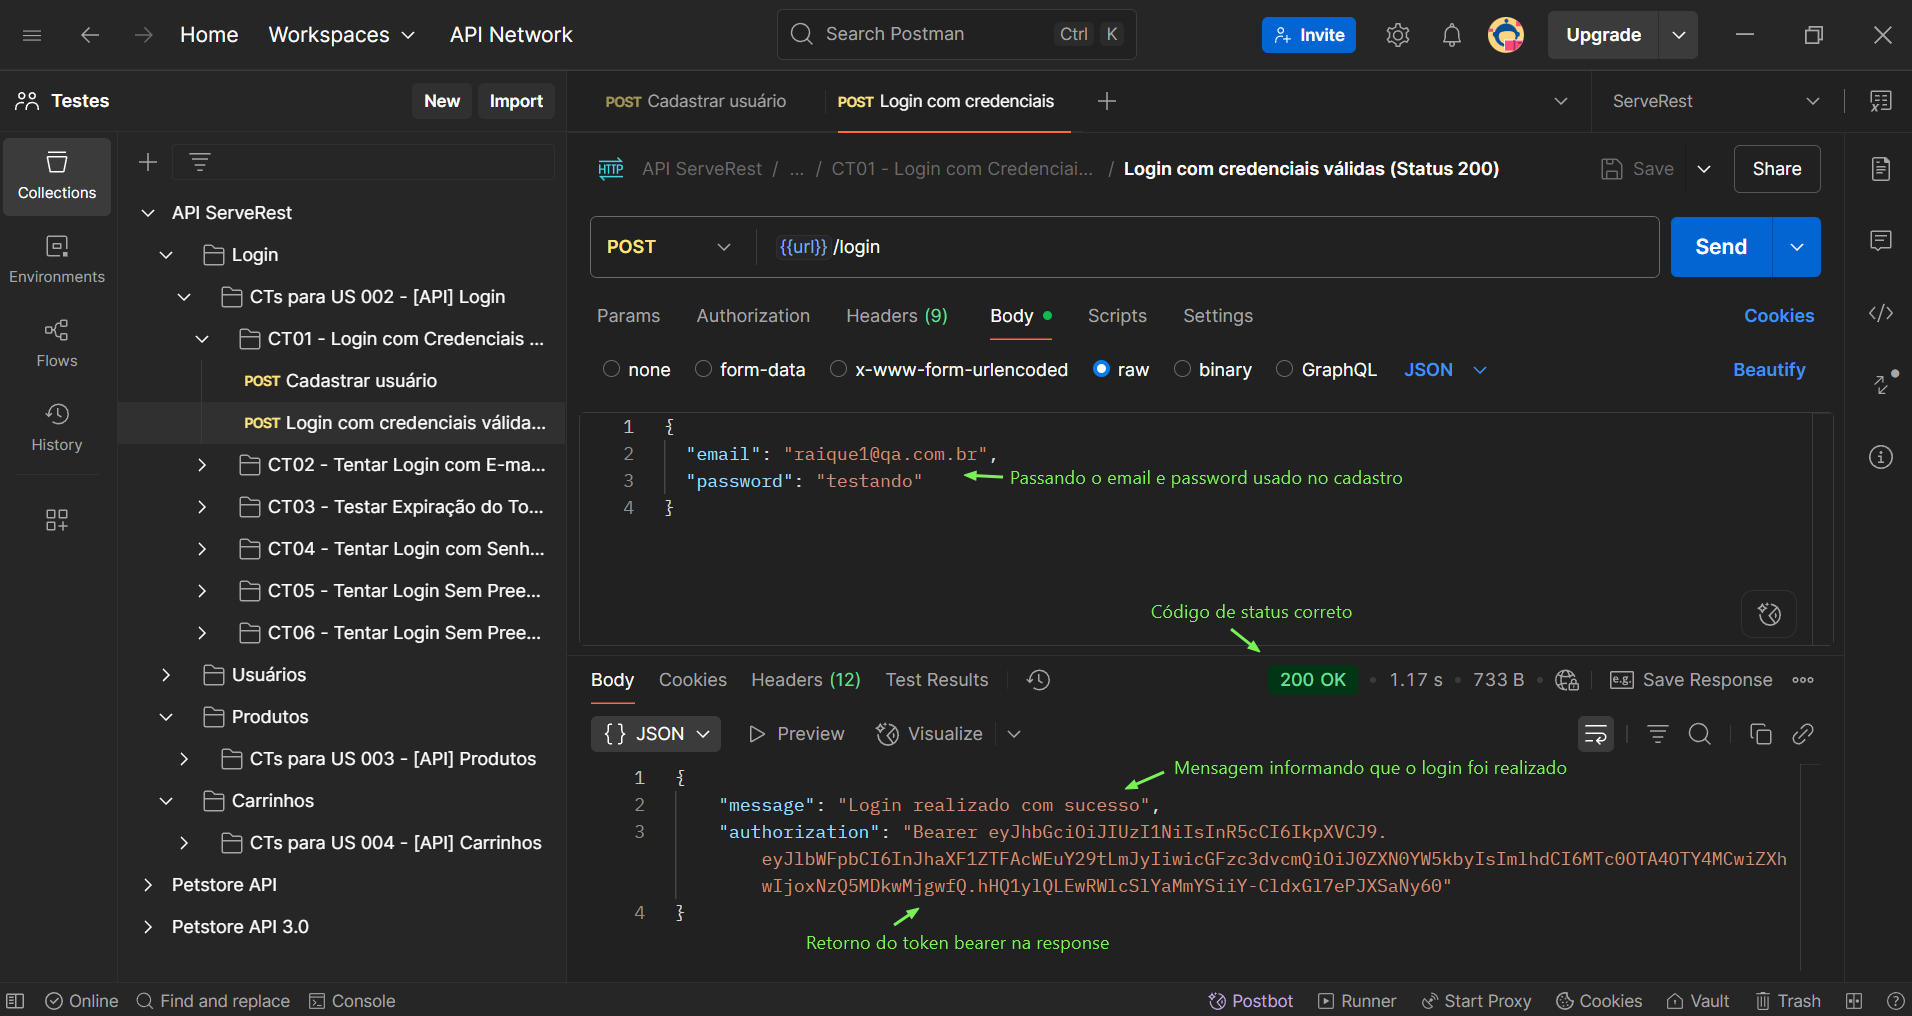 Home
Workspaces
API Network
Search Postman
Ctrl K
Invite
Upgrade
Testes
New
Import
POST Cadastrar usuário
POST Login com credenciais
ServeRest
Collections
Environments
Flows
History
API ServeRest
Login
CTs para US 002 - [API] Login
CT01 - Login com Credenciais ...
POST Cadastrar usuário
POST Login com credenciais válida...
CT02 - Tentar Login com E-ma...
CT03 - Testar Expiração do To...
CT04 - Tentar Login com Senh...
CT05 - Tentar Login Sem Pree...
CT06 - Tentar Login Sem Pree...
Usuários
Produtos
CTs para US 003 - [API] Produtos
Carrinhos
CTs para US 004 - [API] Carrinhos
Petstore API
Petstore API 3.0
HTTP API ServeRest / ... / CT01 - Login com Credenciai... / Login com credenciais válidas (Status 200)
Save
Share
POST
{{url}} /login
Send
Params
Authorization
Headers (9)
Body
Scripts
Settings
Cookies
none
form-data
x-www-form-urlencoded
raw
binary
GraphQL
JSON
Beautify
1 {
2 "email": "raique1@qa.com.br",
3 "password": "testando"
Passando o email e password usado no cadastro
4 }
Código de status correto
Body
Cookies
Headers (12)
Test Results
200 OK
1.17 s
733 B
e.g. Save Response
{} JSON
Preview
Visualize
1 {
Mensagem informando que o login foi realizado
2 "message": "Login realizado com sucesso",
3 "authorization": "Bearer eyJhbGciOiJIUzI1NiIsInR5cCI6IkpXVCJ9.
eyJlbWFpbCI6InJhaXF1ZTFAcWEuY29tLmJyIiwicGFzc3dvcmQiOiJ0ZXN0YW5kbyIsImlhdCI6MTc0OTA4OTY4MCwiZXh
wIjoxNzQ5MDkwMjgwfQ.hHQ1ylQLEwRWlcSlYaMmYSiiY-CldxGl7ePJXSaNy60"
4 }
Retorno do token bearer na response
Online
Find and replace
Console
Postbot
Runner
Start Proxy
Cookies
Vault
Trash